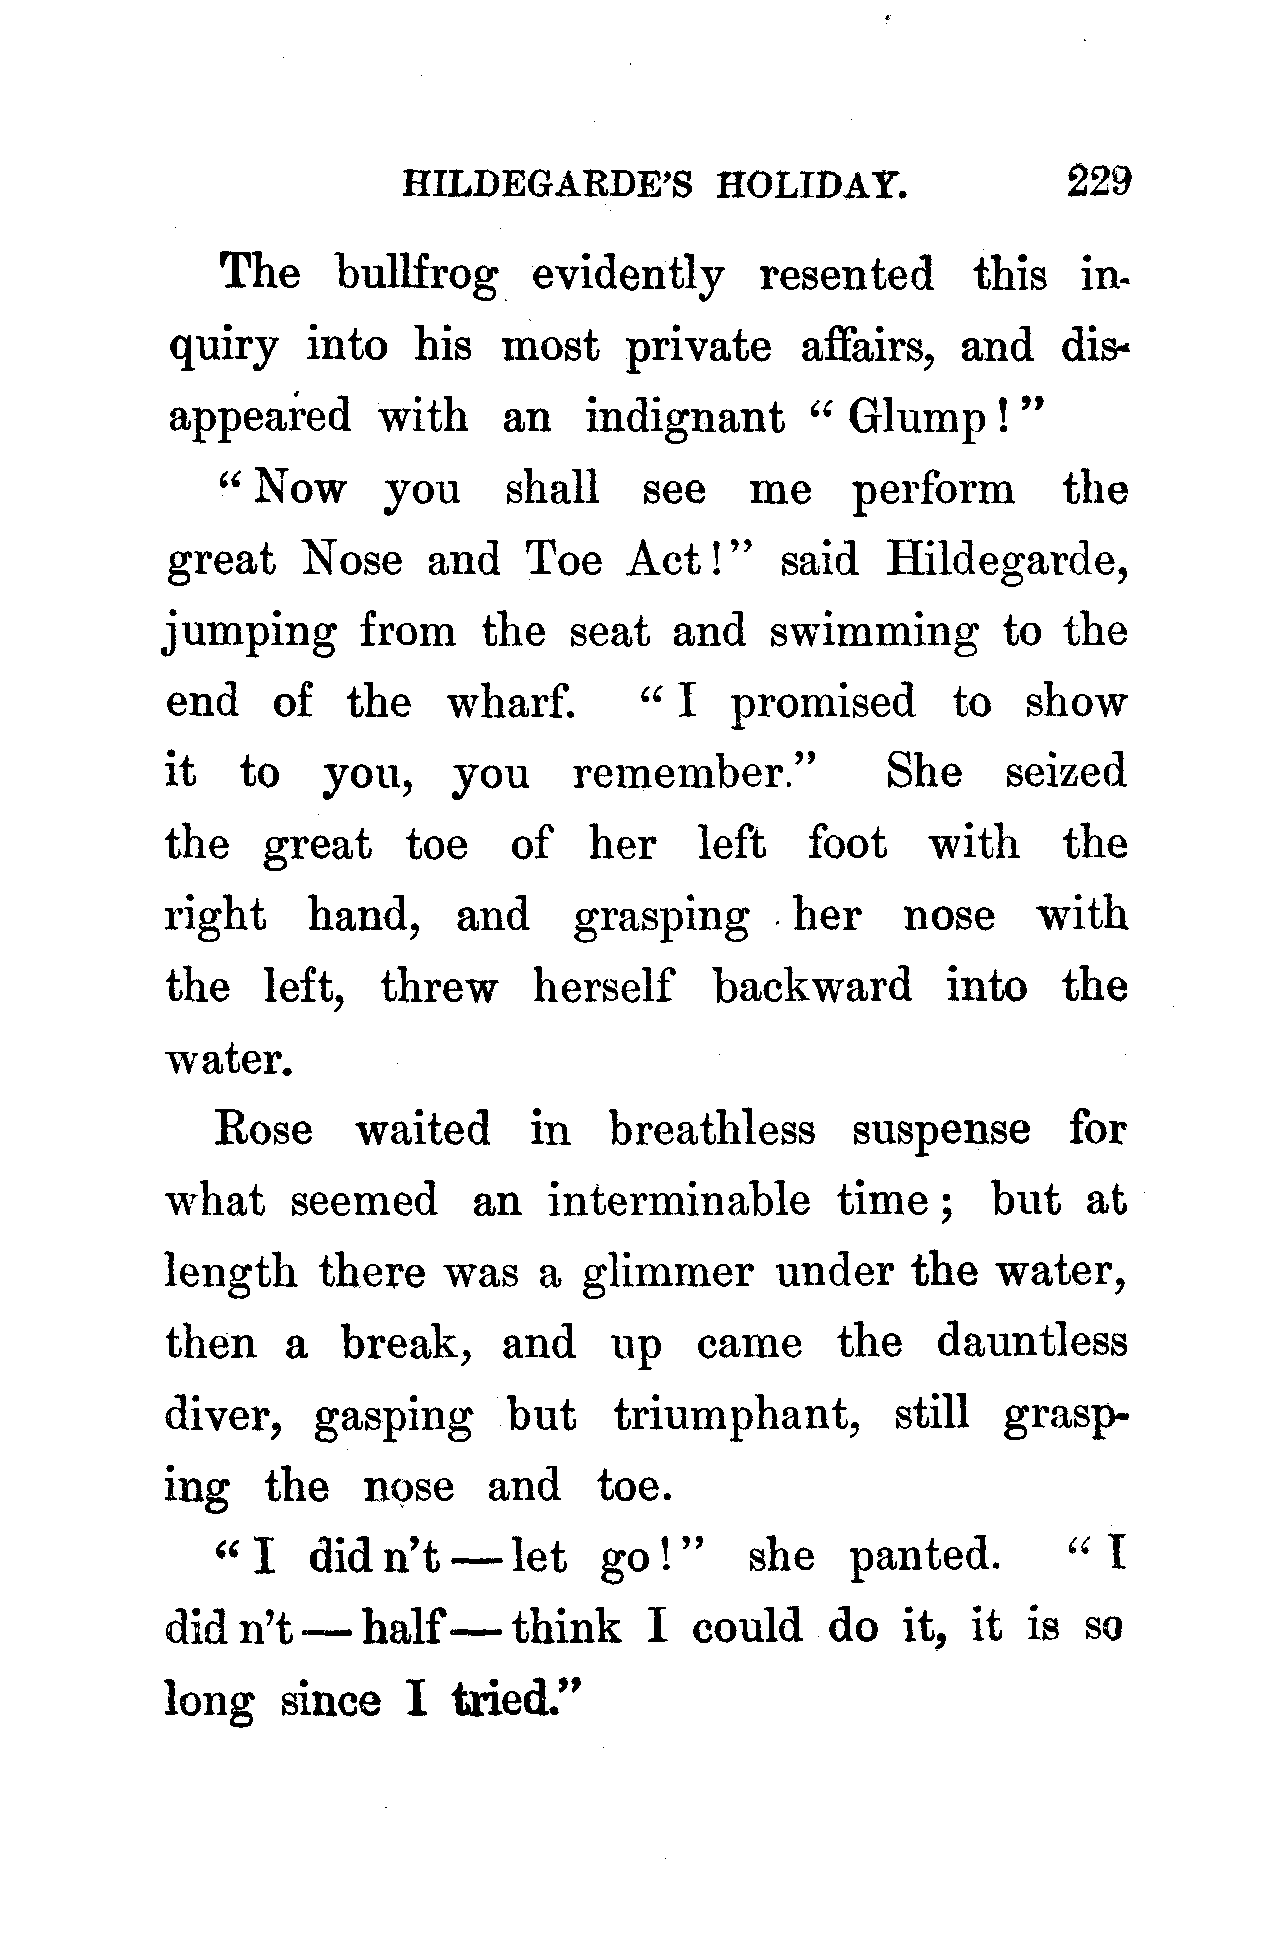 HILDEGARDE'S HOLIDAY. 229
The bullfrog evidently resented this in-
quiry into his most private affairs, and dis-
appeared with an indignant “ Glump ! ”
“ Now you shall see me perform the
great Nose and Toe Act ! ” said Hildegarde,
jumping from the seat and swimming to the
end of the wharf. “ I promised to show
it to you, you remember.” She seized
the great toe of her left foot with the
right hand, and grasping her nose with
the left, threw herself backward into the
water.
Rose waited in breathless suspense for
what seemed an interminable time ; but at
length there was a glimmer under the water,
then a break, and up came the dauntless
diver, gasping but triumphant, still grasp-
ing the nose and toe.
“ I did n't — let go ! ” she panted. “ I
did n't — half — think I could do it, it is so
long since I tried.”